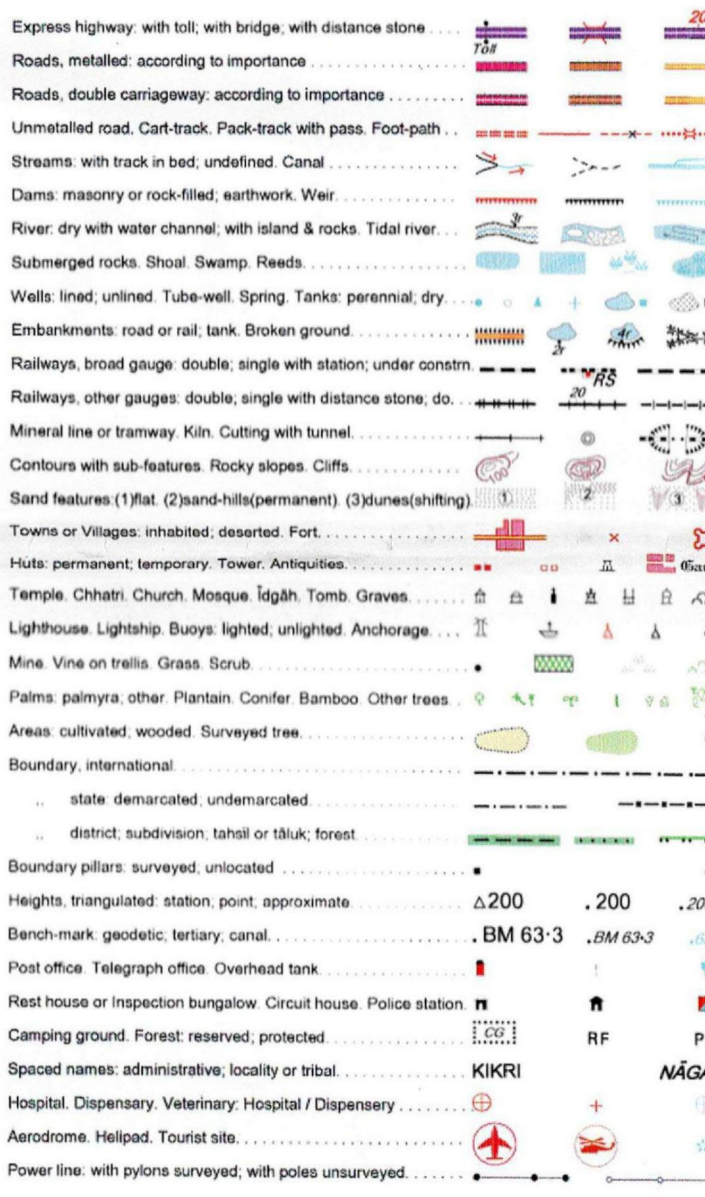 Express highway: with toll; with bridge; with distance stone .... Toll 20
Roads, metalled: according to importance
Roads, double carriageway: according to importance
Unmetalled road. Cart-track. Pack-track with pass. Foot-path
Streams: with track in bed; undefined. Canal
Dams: masonry or rock-filled; earthwork. Weir
River: dry with water channel; with island & rocks. Tidal river 3r
Submerged rocks. Shoal. Swamp. Reeds
Wells: lined; unlined. Tube-well. Spring. Tanks: perennial; dry
Embankments: road or rail; tank. Broken ground 2r 4r
Railways, broad gauge: double; single with station; under constrn. RS
Railways, other gauges: double; single with distance stone; do. 20
Mineral line or tramway. Kiln. Cutting with tunnel
Contours with sub-features. Rocky slopes. Cliffs 100
Sand features:(1)flat. (2)sand-hills(permanent). (3)dunes(shifting) 1 2 3
Towns or Villages: inhabited; deserted. Fort
Huts: permanent; temporary. Tower. Antiquities
Temple. Chhatri. Church. Mosque. Īdgāh. Tomb. Graves
Lighthouse. Lightship. Buoys: lighted; unlighted. Anchorage
Mine. Vine on trellis. Grass. Scrub
Palms: palmyra; other. Plantain. Conifer. Bamboo. Other trees
Areas: cultivated; wooded. Surveyed tree
Boundary, international
,, state: demarcated; undemarcated
,, district; subdivision; tahsil or tāluk; forest
Boundary pillars: surveyed; unlocated
Heights, triangulated: station; point; approximate △200 .200 .20
Bench-mark: geodetic; tertiary; canal . BM 63·3 .BM 63·3
Post office. Telegraph office. Overhead tank
Rest house or Inspection bungalow. Circuit house. Police station
Camping ground. Forest: reserved; protected CG RF P
Spaced names: administrative; locality or tribal KIKRI NĀGA
Hospital. Dispensary. Veterinary: Hospital / Dispensery
Aerodrome. Helipad. Tourist site
Power line: with pylons surveyed; with poles unsurveyed